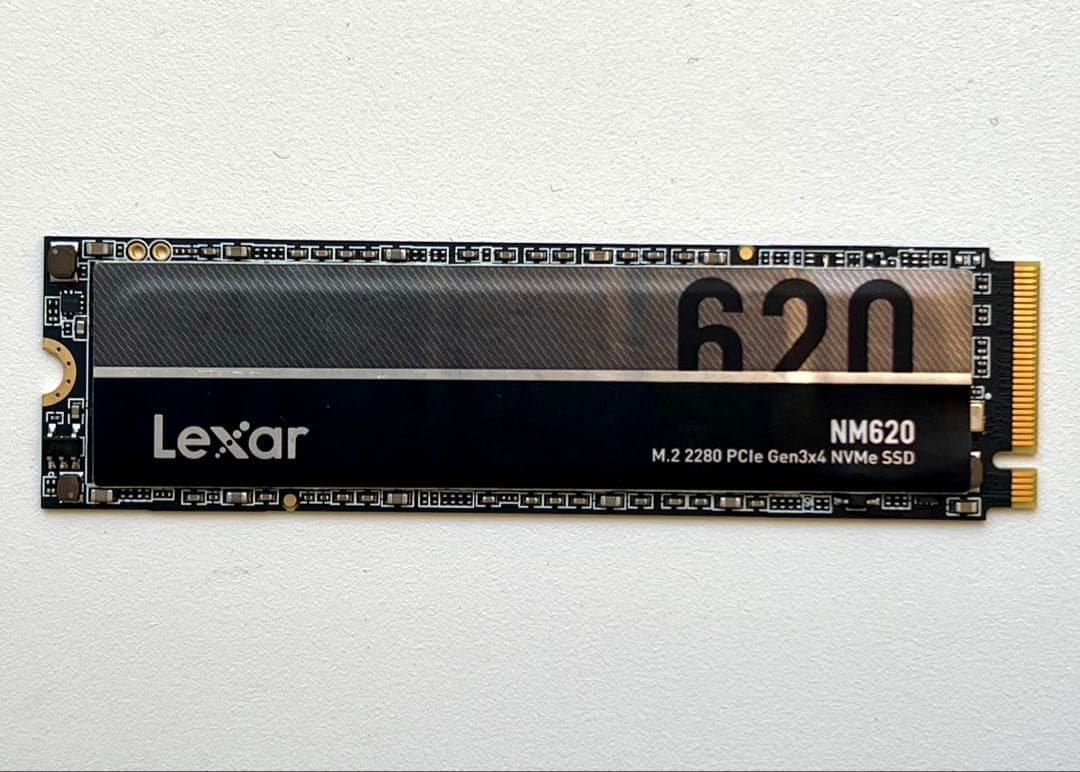 620
Lexar
NM620
M.2 2280 PCIe Gen3x4 NVMe SSD